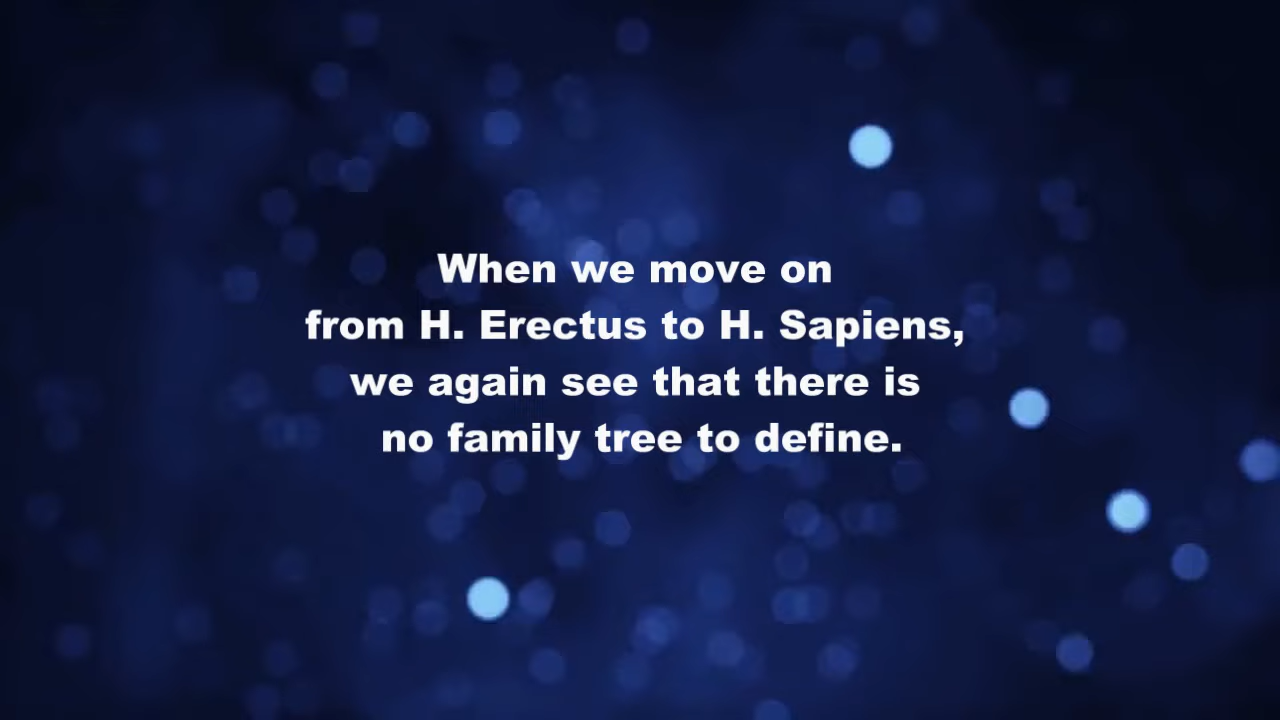 When we move on
from H. Erectus to H. Sapiens,
we again see that there is
no family tree to define.